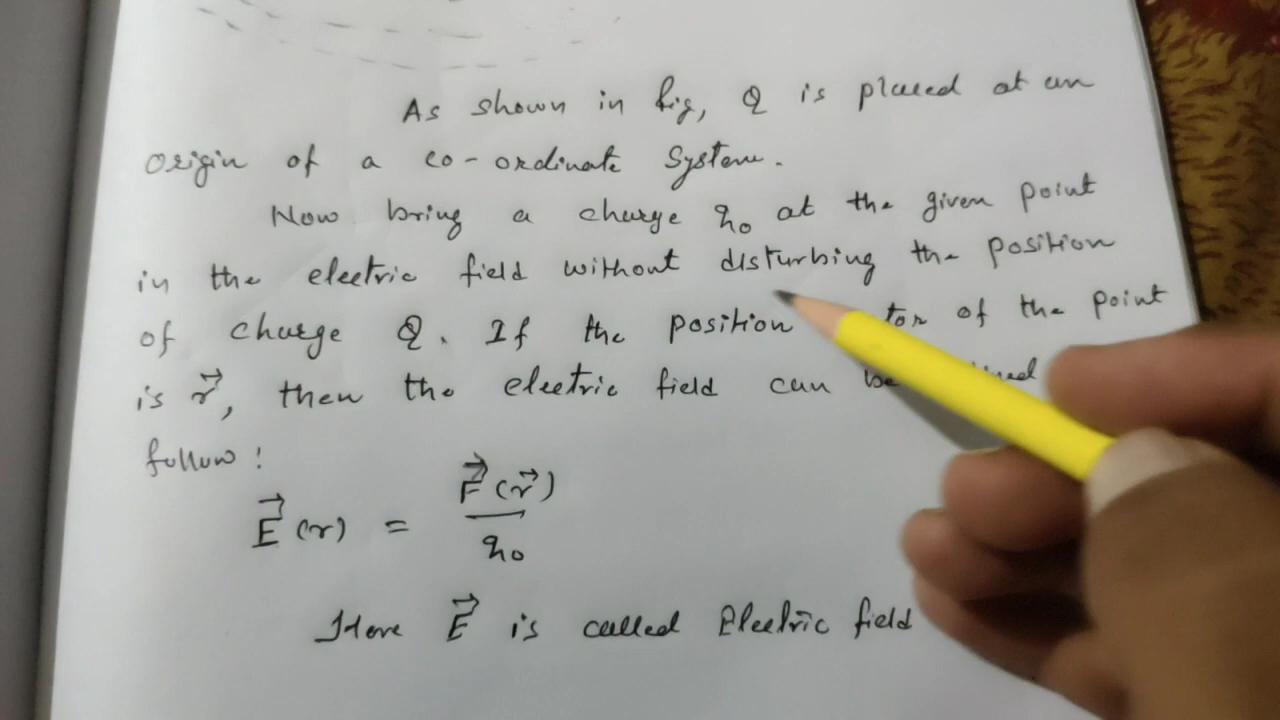 As shown in fig, Q is placed at an
origin of a co-ordinate system.
Now bring a charge q₀ at the given point
in the electric field without disturbing the position
of charge Q. If the position tor of the point
is r⃗, then the electric field can be
follow:
E⃗(r) = F⃗(r⃗) / q₀
Here E⃗ is called Electric field